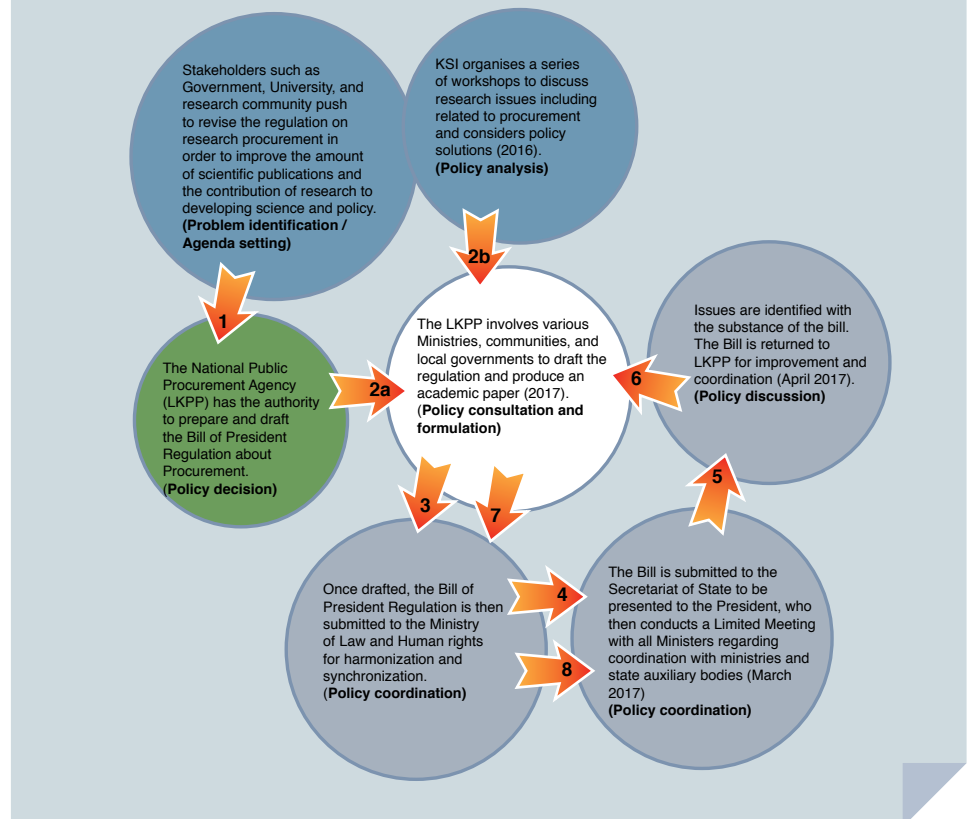 Stakeholders such as
Government, University, and
research community push
to revise the regulation on
research procurement in
order to improve the amount
of scientific publications and
the contribution of research to
developing science and policy.
(Problem identification /
Agenda setting)
KSI organises a series
of workshops to discuss
research issues including
related to procurement
and considers policy
solutions (2016).
(Policy analysis)
1
2b
The National Public
Procurement Agency
(LKPP) has the authority
to prepare and draft
the Bill of President
Regulation about
Procurement.
(Policy decision)
2a
The LKPP involves various
Ministries, communities, and
local governments to draft the
regulation and produce an
academic paper (2017).
(Policy consultation and
formulation)
6
Issues are identified with
the substance of the bill.
The Bill is returned to
LKPP for improvement and
coordination (April 2017).
(Policy discussion)
3
7
5
Once drafted, the Bill of
President Regulation is then
submitted to the Ministry
of Law and Human rights
for harmonization and
synchronization.
(Policy coordination)
4
8
The Bill is submitted to the
Secretariat of State to be
presented to the President, who
then conducts a Limited Meeting
with all Ministers regarding
coordination with ministries and
state auxiliary bodies (March
2017)
(Policy coordination)